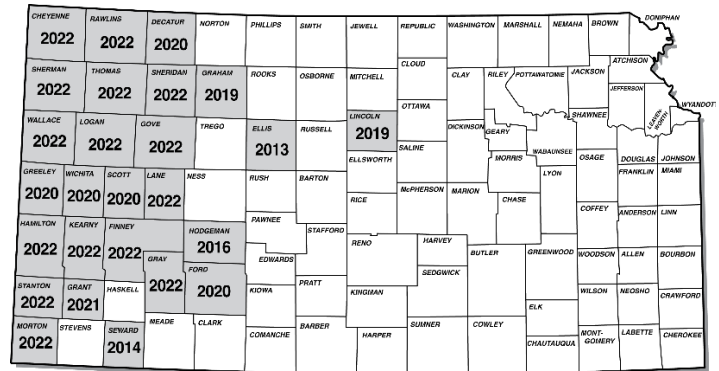 CHEYENNE
2022
RAWLINS
2022
DECATUR
2020
NORTON
PHILLIPS
SMITH
JEWELL
REPUBLIC
WASHINGTON
MARSHALL
NEMAHA
BROWN
DONIPHAN
SHERMAN
2022
THOMAS
2022
SHERIDAN
2022
GRAHAM
2019
ROOKS
OSBORNE
MITCHELL
CLOUD
CLAY
RILEY
POTTAWATOMIE
JACKSON
ATCHISON
JEFFERSON
LEAVEN-
WORTH
WYANDOTT
WALLACE
2022
LOGAN
2022
GOVE
2022
TREGO
ELLIS
2013
RUSSELL
LINCOLN
2019
OTTAWA
DICKINSON
GEARY
WABAUNSEE
SHAWNEE
DOUGLAS
JOHNSON
GREELEY
2020
WICHITA
2020
SCOTT
2020
LANE
2022
NESS
RUSH
BARTON
ELLSWORTH
SALINE
MORRIS
LYON
OSAGE
FRANKLIN
MIAMI
HAMILTON
2022
KEARNY
2022
FINNEY
2022
HODGEMAN
2016
PAWNEE
STAFFORD
RICE
McPHERSON
MARION
CHASE
COFFEY
ANDERSON
LINN
GRAY
2022
FORD
2020
EDWARDS
RENO
HARVEY
SEDGWICK
BUTLER
GREENWOOD
WOODSON
ALLEN
BOURBON
STANTON
2022
GRANT
2021
HASKELL
KIOWA
PRATT
KINGMAN
ELK
WILSON
NEOSHO
CRAWFORD
MORTON
2022
STEVENS
SEWARD
2014
MEADE
CLARK
COMANCHE
BARBER
HARPER
SUMNER
COWLEY
CHAUTAUQUA
MONT-
GOMERY
LABETTE
CHEROKEE